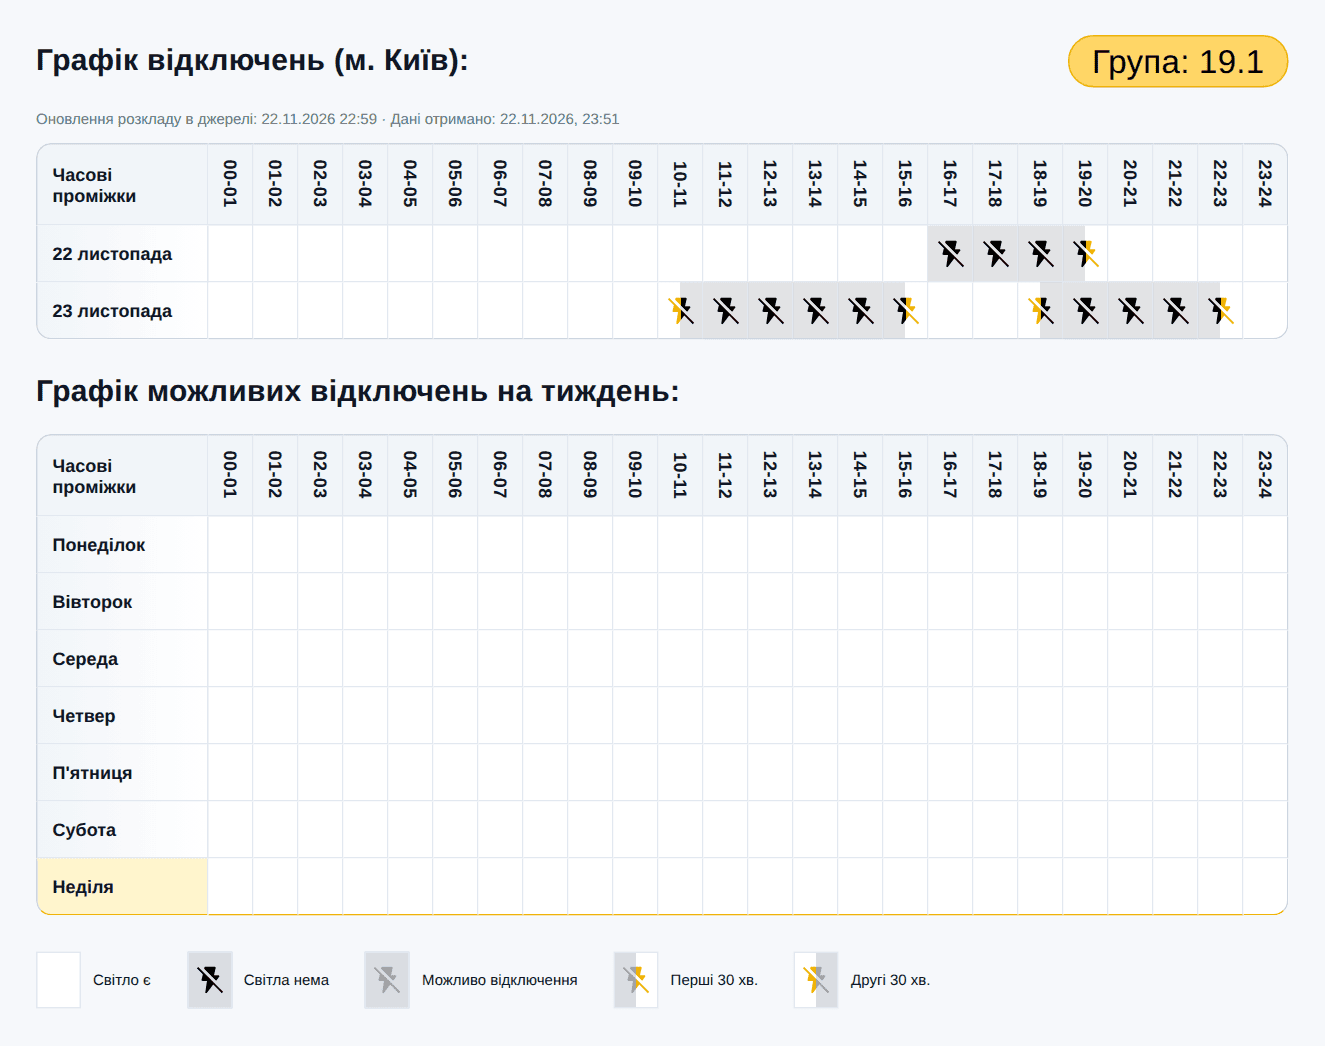 Графік відключень (м. Київ):
Група: 19.1
Оновлення розкладу в джерелі: 22.11.2026 22:59 · Дані отримано: 22.11.2026, 23:51
Часові
проміжки
00-01 01-02 02-03 03-04 04-05 05-06 06-07 07-08 08-09 09-10 10-11 11-12 12-13 13-14 14-15 15-16 16-17 17-18 18-19 19-20 20-21 21-22 22-23 23-24
22 листопада
23 листопада
Графік можливих відключень на тиждень:
Часові
проміжки
00-01 01-02 02-03 03-04 04-05 05-06 06-07 07-08 08-09 09-10 10-11 11-12 12-13 13-14 14-15 15-16 16-17 17-18 18-19 19-20 20-21 21-22 22-23 23-24
Понеділок
Вівторок
Середа
Четвер
П'ятниця
Субота
Неділя
Світло є Світла нема Можливо відключення Перші 30 хв. Другі 30 хв.